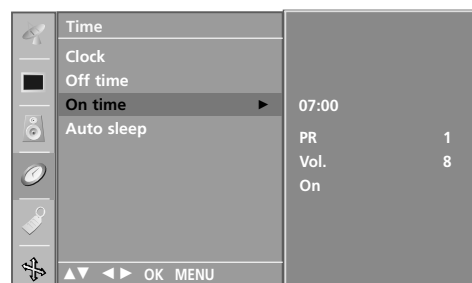 Time
Clock
Off time
On time ►
Auto sleep
▲▼ ◄► OK MENU
07:00
PR 1
Vol. 8
On